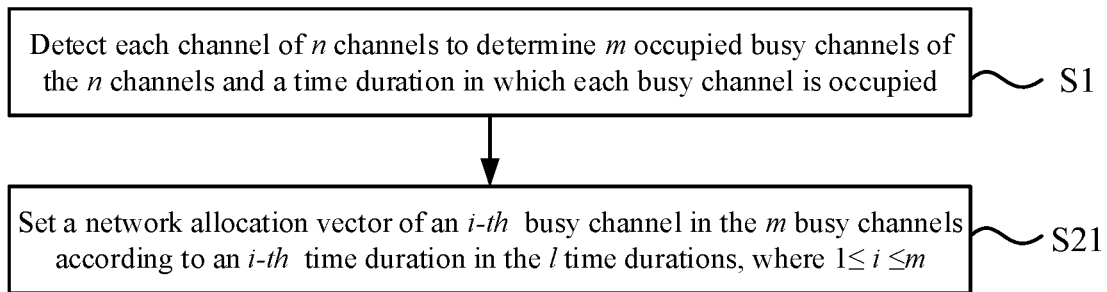 Detect each channel of n channels to determine m occupied busy channels of
the n channels and a time duration in which each busy channel is occupied
S1
Set a network allocation vector of an i-th busy channel in the m busy channels
according to an i-th time duration in the l time durations, where 1≤ i ≤m
S21